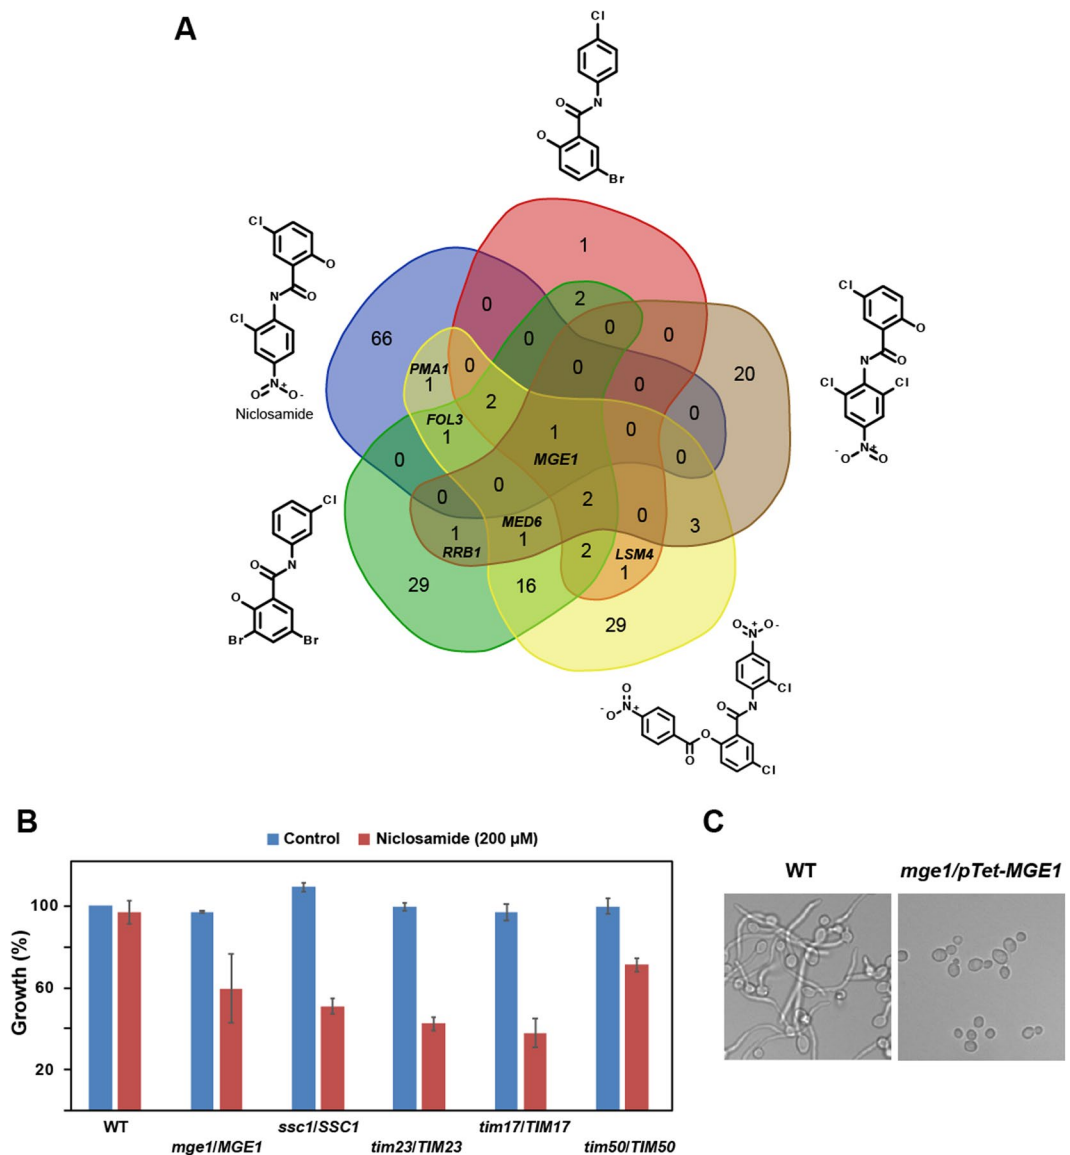 A
Cl
O
N
O
Br
Cl
O
N
O
Cl
N+
O
O-
Niclosamide
Cl
O
N
O
Cl
Cl
N+
-O
O
Cl
O
N
O
Br
Br
O
N+
O-
Cl
O
N
O
N+
-O
O
O
Cl
1
0
2
0
0
0
66
20
PMA1
1
0
0
0
0
2
FOL3
1
1
MGE1
0
0
0
0
0
2
0
3
1
RRB1
MED6
1
2
LSM4
1
29
16
29
B
Control
Niclosamide (200 µM)
Growth (%)
100
60
20
WT
mge1/MGE1
ssc1/SSC1
tim23/TIM23
tim17/TIM17
tim50/TIM50
C
WT
mge1/pTet-MGE1